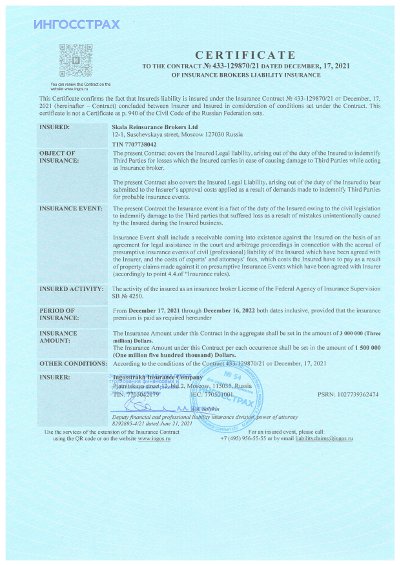 ИНГОССТРАХ
You can review the Contract on the
website www.ingos.ru
CERTIFICATE
TO THE CONTRACT № 433-129870/21 DATED DECEMBER, 17, 2021
OF INSURANCE BROKERS LIABILITY INSURANCE
This Certificate confirms the fact that Insureds liability is insured under the Insurance Contract № 433-129870/21 or December, 17,
2021 (hereinafter – Contract) concluded between Insurer and Insured in consideration of conditions set under the Contract. This
certificate is not a Certificate as p. 940 of the Civil Code of the Russian Federation sets.
INSURED: Skala Reinsurance Brokers Ltd
12-1, Suschevskaya street, Moscow 127030 Russia
TIN 7707738042
OBJECT OF INSURANCE: The present Contract covers the Insured Legal Liability, arising out of the duty of the Insured to indemnify
Third Parties for losses which the Insured carries in case of causing damage to Third Parties while acting
as Insurance broker.
The present Contract also covers the Insured Legal Liability, arising out of the duty of the Insured to bear
submitted to the Insurer's approval costs applied as a result of demands made to indemnify Third Parties
for probable insurance events.
INSURANCE EVENT: The present Contract the Insurance event is a fact of the duty of the Insured owing to the civil legislation
to indemnify damage to the Third parties that suffered loss as a result of mistakes unintentionally caused
by the Insured during the Insured business.
Insurance Event shall include a receivable coming into existence against the Insured on the basis of an
agreement for legal assistance in the court and arbitrage proceedings in connection with the accrual of
presumptive insurance events of civil (professional) liability of the Insured which have been agreed with
the Insurer, and the costs of experts' and attorneys' fees, which costs the Insured have to pay as a result
of property claims made against it on presumptive Insurance Events which have been agreed with Insurer
(according to point 4.4.of "Insurance rules).
INSURED ACTIVITY: The activity of the insured as an insurance broker License of the Federal Agency of Insurance Supervision
SB № 4250.
PERIOD OF INSURANCE: From December 17, 2021 through December 16, 2022 both dates inclusive, provided that the insurance
premium is paid as required hereunder
INSURANCE AMOUNT: The Insurance Amount under this Contract in the aggregate shall be set in the amount of 3 000 000 (Three
million) Dollars.
The Insurance Amount under this Contract per each occurrence shall be set in the amount of 1 500 000
(One million five hundred thousand) Dollars.
OTHER CONDITIONS: According to the conditions of the Contract 433-129870/21 or December, 17, 2021
INSURER: Ingosstrakh Insurance Company
Pjatnitskaya street 12, bld.2, Moscow, 115035, Russia
TIN: 7705042179 IEC: 770501001 PSRN: 1027739362474
№ 54
ГОССТРАХ
Deputy financial and professional liability insurance division, power of attorney
8292885-4/21 dated June 21, 2021
Use the services of the extension of the Insurance Contract
using the QR code or on the website www.ingos.ru
For an insured event, please call:
+7 (495) 956-55-55 or by email liabilityclaims@ingos.ru